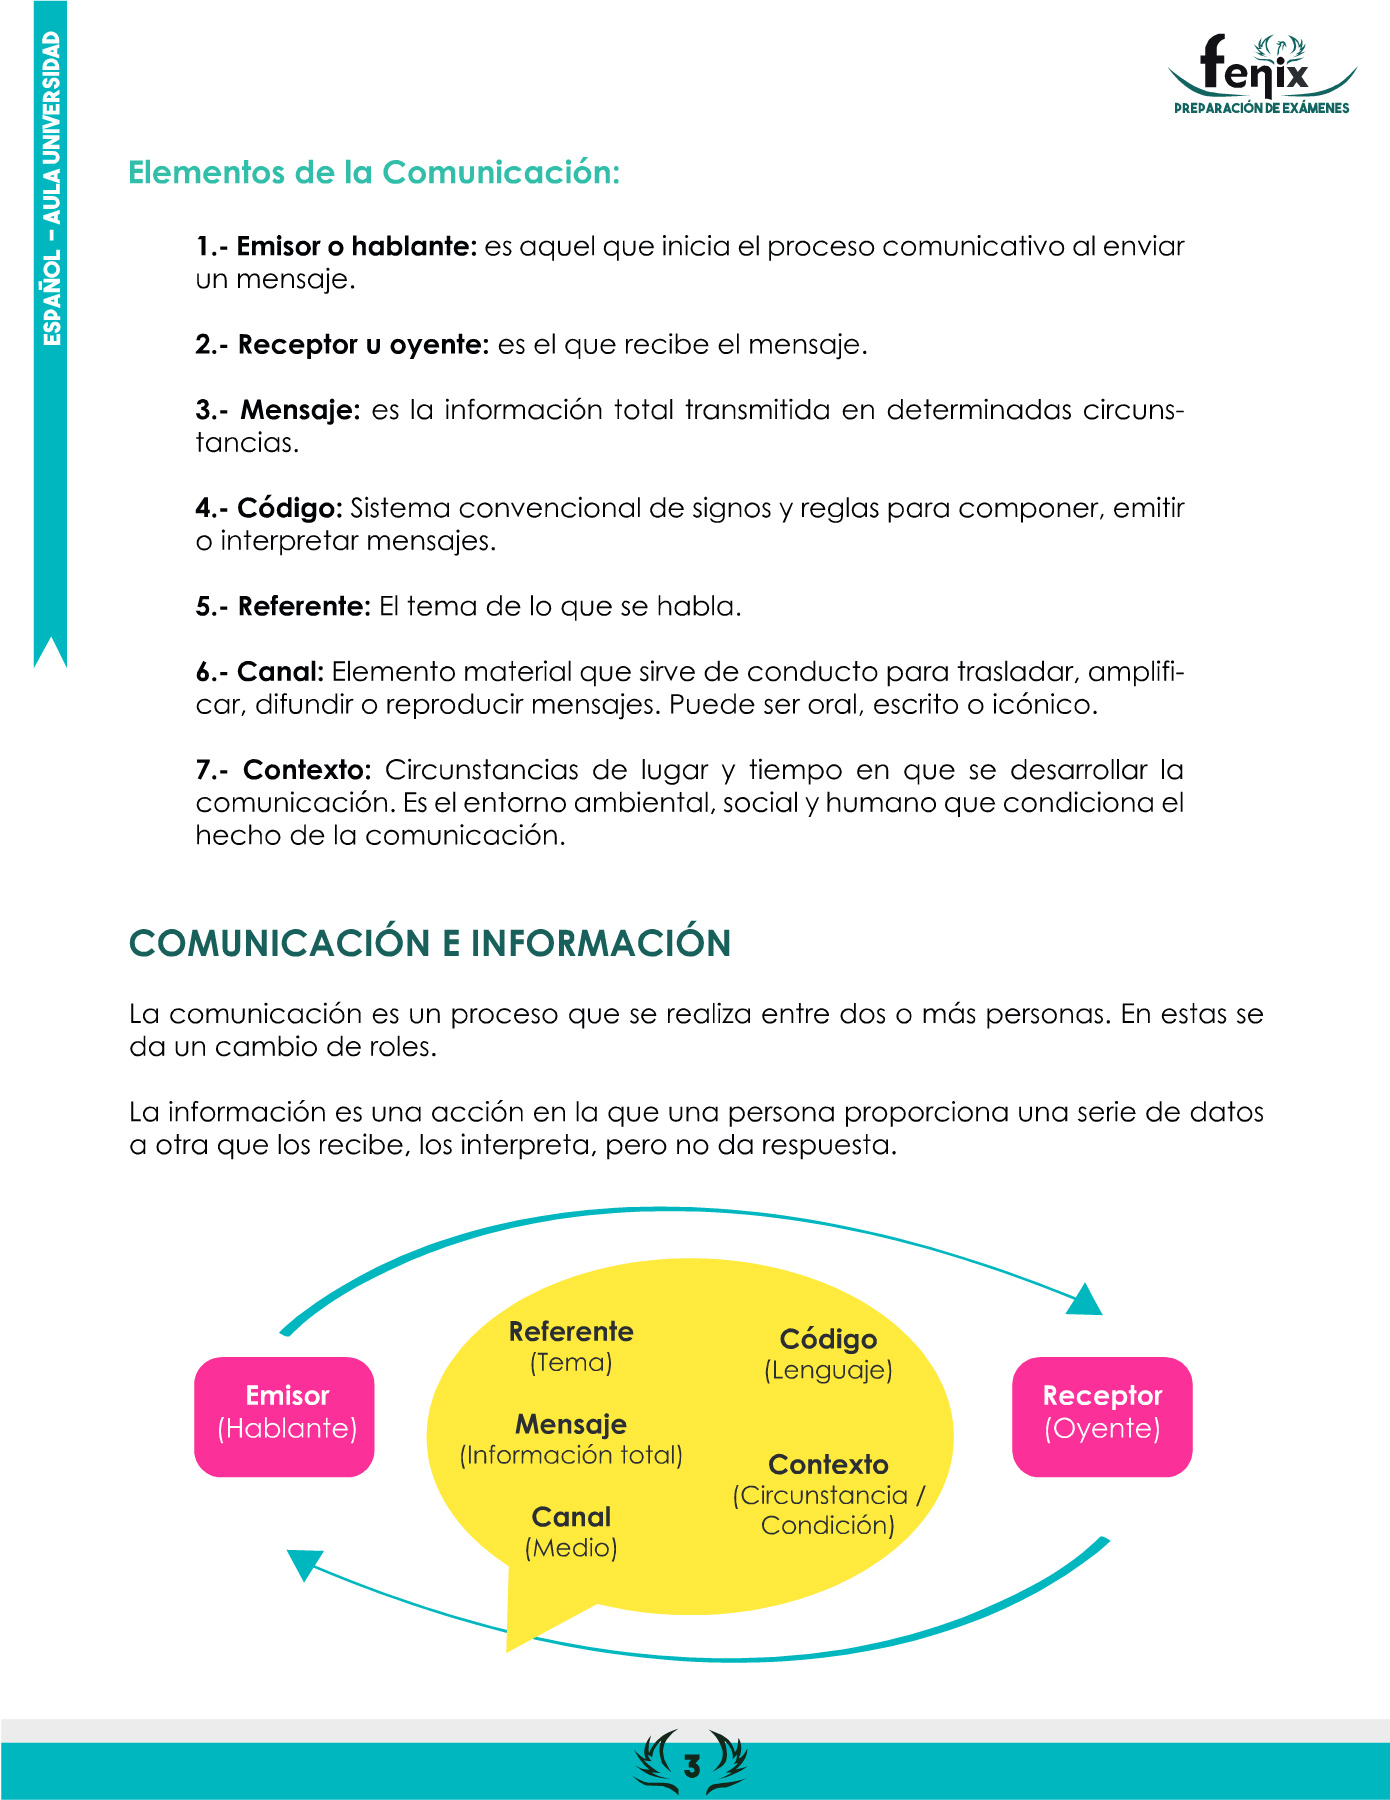 ESPAÑOL - AULA UNIVERSIDAD
fenix
PREPARACIÓN DE EXÁMENES
Elementos de la Comunicación:
1.- Emisor o hablante: es aquel que inicia el proceso comunicativo al enviar
un mensaje.
2.- Receptor u oyente: es el que recibe el mensaje.
3.- Mensaje: es la información total transmitida en determinadas circuns-
tancias.
4.- Código: Sistema convencional de signos y reglas para componer, emitir
o interpretar mensajes.
5.- Referente: El tema de lo que se habla.
6.- Canal: Elemento material que sirve de conducto para trasladar, amplifi-
car, difundir o reproducir mensajes. Puede ser oral, escrito o icónico.
7.- Contexto: Circunstancias de lugar y tiempo en que se desarrollar la
comunicación. Es el entorno ambiental, social y humano que condiciona el
hecho de la comunicación.
COMUNICACIÓN E INFORMACIÓN
La comunicación es un proceso que se realiza entre dos o más personas. En estas se
da un cambio de roles.
La información es una acción en la que una persona proporciona una serie de datos
a otra que los recibe, los interpreta, pero no da respuesta.
Emisor
(Hablante)
Referente
(Tema)
Mensaje
(Información total)
Canal
(Medio)
Código
(Lenguaje)
Contexto
(Circunstancia /
Condición)
Receptor
(Oyente)
3